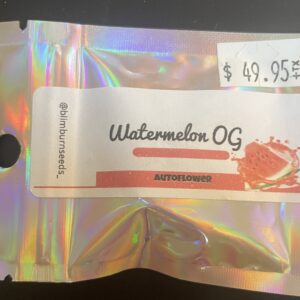 $ 49.95
@blimburnseeds_
Watermelon OG
AUTOFLOWER